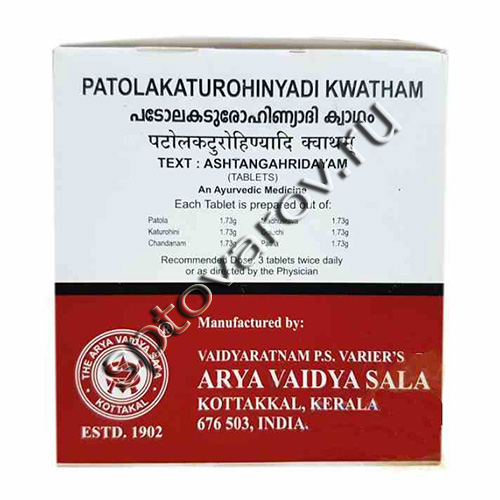 PATOLAKATUROHINYADI KWATHAM
പടോലകടുരോഹിണ്യാദി ക്വാഥം
पटोलकटुरोहिण्यादि क्वाथम्
TEXT : ASHTANGAHRIDAYAM
(TABLETS)
An Ayurvedic Medicine
Each Tablet is prepared out of:
Patola 1.73g 1.73g
Katurohini 1.73g 1.73g
Chandanam 1.73g 1.73g
Recommended Dose: 3 tablets twice daily
or as directed by the Physician
Manufactured by:
VAIDYARATNAM P.S. VARIER'S
ARYA VAIDYA SALA
KOTTAKKAL, KERALA
676 503, INDIA.
THE ARYA VAIDYA SALA
KOTTAKKAL
®
ESTD. 1902
optovarov.ru